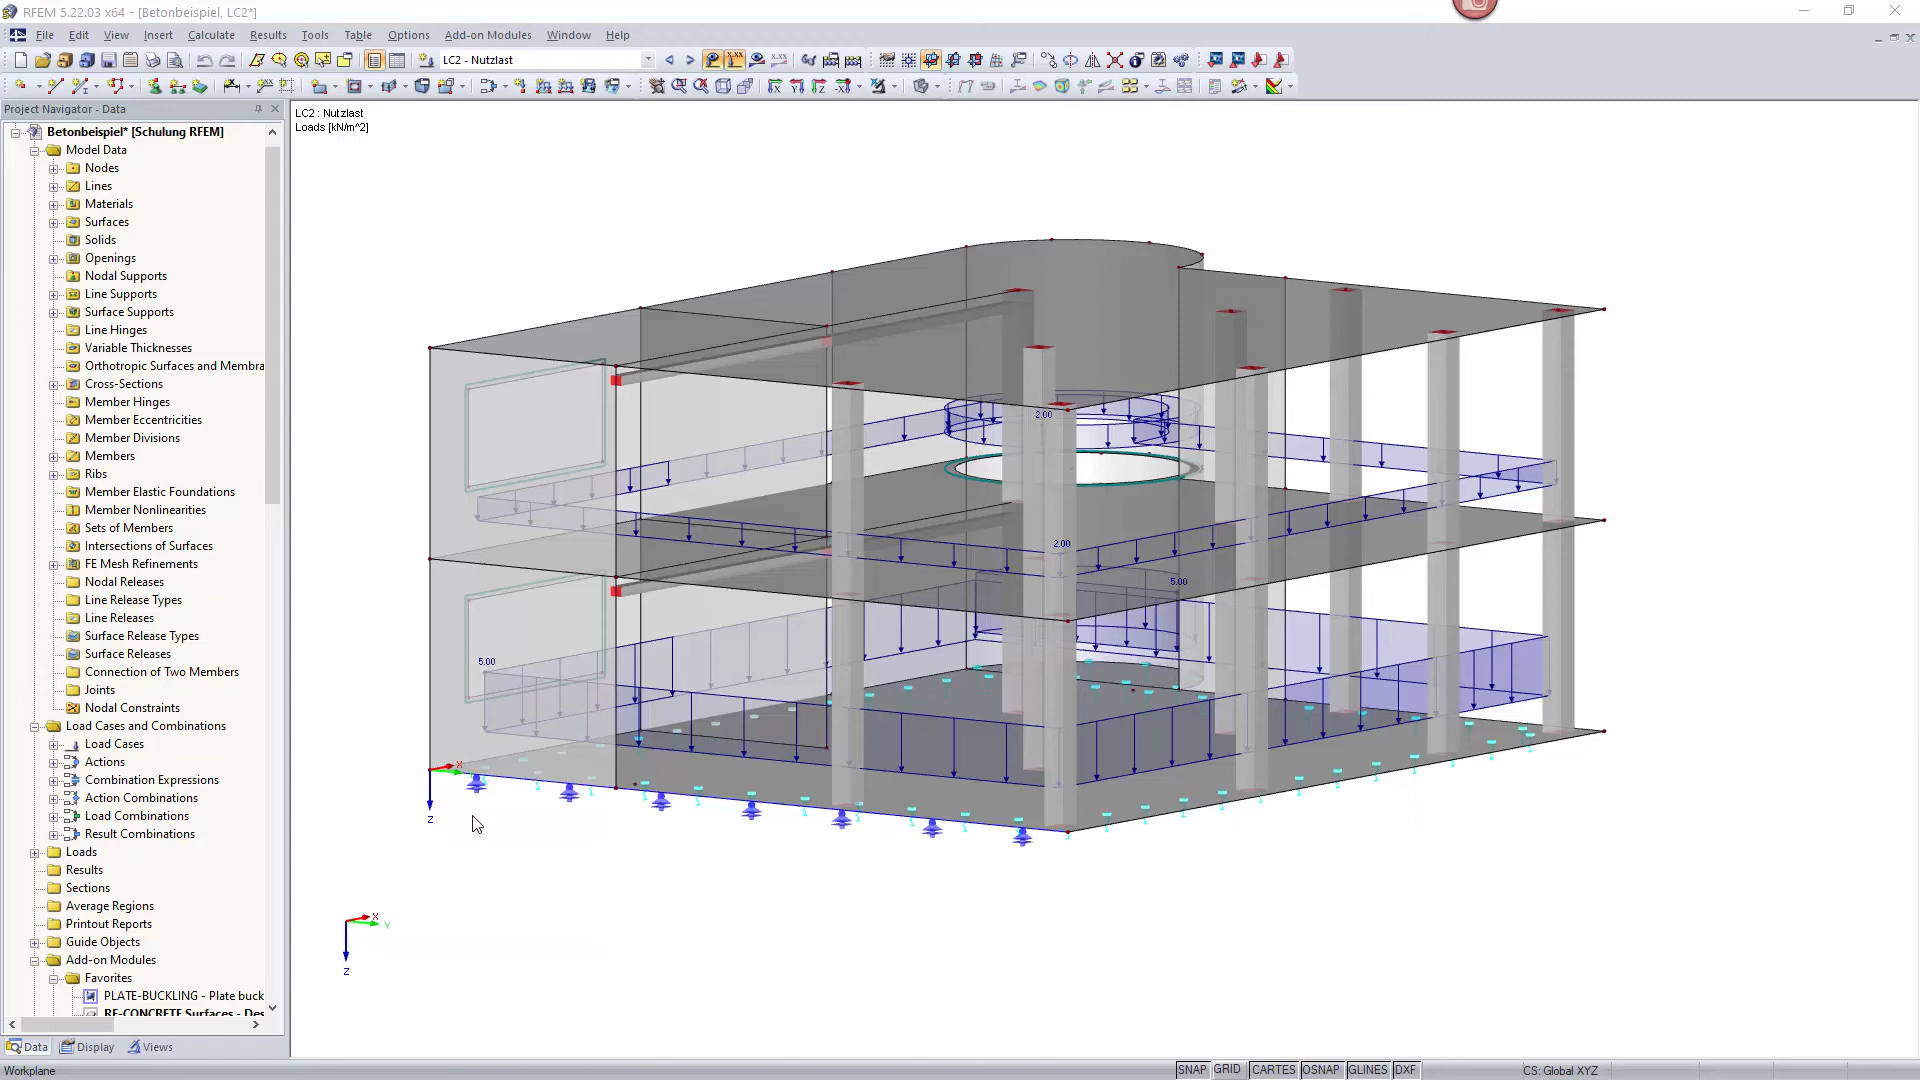 RFEM 5.22.03 x64 - [Betonbeispiel, LC2*]
File Edit View Insert Calculate Results Tools Table Options Add-on Modules Window Help
LC2 - Nutzlast
Project Navigator - Data
Betonbeispiel* [Schulung RFEM]
Model Data
Nodes
Lines
Materials
Surfaces
Solids
Openings
Nodal Supports
Line Supports
Surface Supports
Line Hinges
Variable Thicknesses
Orthotropic Surfaces and Membra
Cross-Sections
Member Hinges
Member Eccentricities
Member Divisions
Members
Ribs
Member Elastic Foundations
Member Nonlinearities
Sets of Members
Intersections of Surfaces
FE Mesh Refinements
Nodal Releases
Line Release Types
Line Releases
Surface Release Types
Surface Releases
Connection of Two Members
Joints
Nodal Constraints
Load Cases and Combinations
Load Cases
Actions
Combination Expressions
Action Combinations
Load Combinations
Result Combinations
Loads
Results
Sections
Average Regions
Printout Reports
Guide Objects
Add-on Modules
Favorites
PLATE-BUCKLING - Plate buck
RF-CONCRETE Surfaces - Des
Data Display Views
LC2 : Nutzlast
Loads [kN/m^2]
2.00
2.00
5.00
5.00
X
Z
X
Y
Z
Workplane
SNAP GRID CARTES OSNAP GLINES DXF
CS: Global XYZ